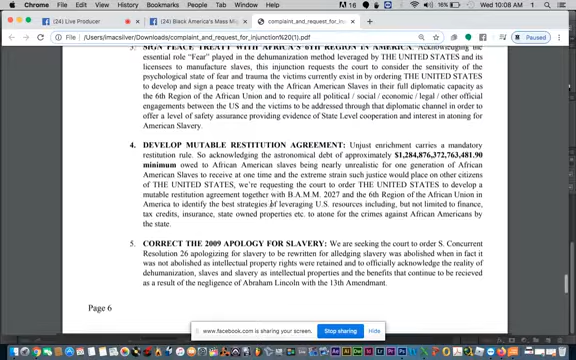 Chrome File Edit View History Bookmarks People Tab Window Help
16
Sun 10:08 AM
(24) Live Producer
(24) Black America's Mass Mig
complaint_and_request_for_inj
imacsilver/Downloads/complaint_and_request_for_injunction%20(1).pdf
Paused
3. SIGN PEACE TREATY WITH AFRICA'S 6TH REGION IN AMERICA. Acknowledging the
essential role "Fear" played in the dehumanization method leveraged by THE UNITED STATES and its
licensees to manufacture slaves, this injunction requests the court to consider the sensitivity of the
psychological state of fear and trauma the victims currently exist in by ordering THE UNITED STATES
to develop and sign a peace treaty with the African American Slaves in their full diplomatic capacity
as the 6th Region of the African Union and to require all political / social / economic / legal / other official
engagements between the US and the victims to be addressed through that diplomatic channel in order to
offer a level of safety assurance providing evidence of State Level cooperation and interest in atoning for
American Slavery.
4. DEVELOP MUTABLE RESTITUTION AGREEMENT: Unjust enrichment carries a mandatory
restitution rule. So acknowledging the astronomical debt of approximately $1,284,876,372,763,481.90
minimum owed to African American slaves being nearly unrealistic for one generation of African
American Slaves to receive at one time and the extreme strain such justice would place on other citizens
of THE UNITED STATES, we're requesting the court to order THE UNITED STATES to develop a
mutable restitution agreement together with B.A.M.M. 2027 and the 6th Region of the African Union in
America to identify the best strategies of leveraging U.S. resources including, but not limited to finance,
tax credits, insurance, state owned properties etc. to atone for the crimes against African Americans by
the state.
5. CORRECT THE 2009 APOLOGY FOR SLAVERY: We are seeking the court to order S. Concurrent
Resolution 26 apologizing for slavery to be rewritten for alledging slavery was abolished when in fact it
was not abolished as intellectual property rights were retained and to officially acknowledge the reality of
dehumanization, slaves and slavery as intellectual properties and the benefits that continue to be recieved
as a result of the negligence of Abraham Lincoln with the 13th Amendment.
Page 6
www.facebook.com is sharing your screen.
Stop sharing
Hide